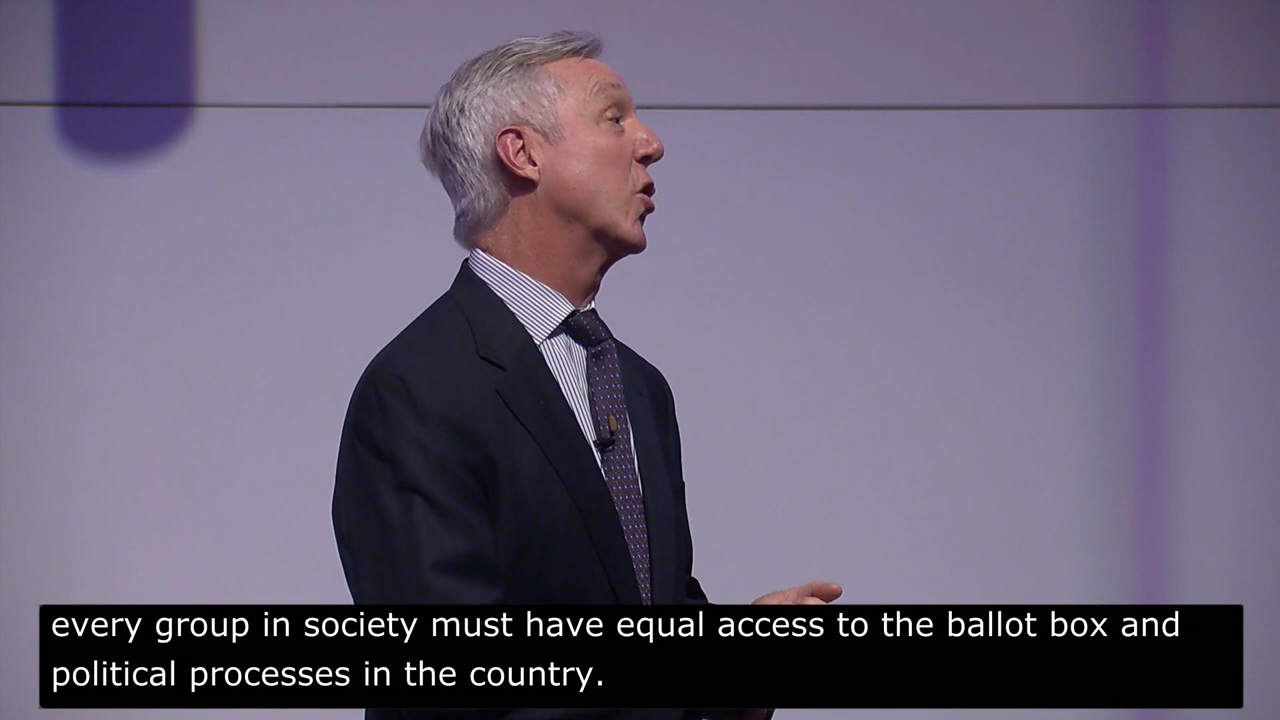 every group in society must have equal access to the ballot box and
political processes in the country.